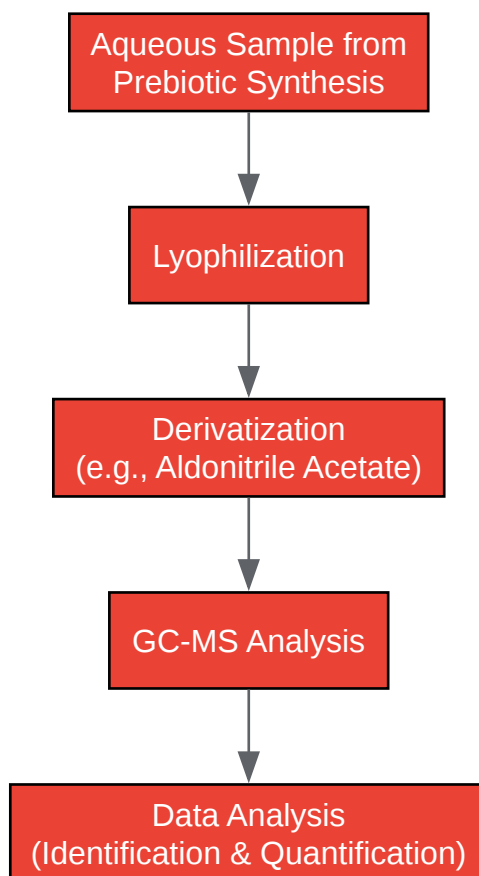 Aqueous Sample from
Prebiotic Synthesis
Lyophilization
Derivatization
(e.g., Aldonitrile Acetate)
GC-MS Analysis
Data Analysis
(Identification & Quantification)